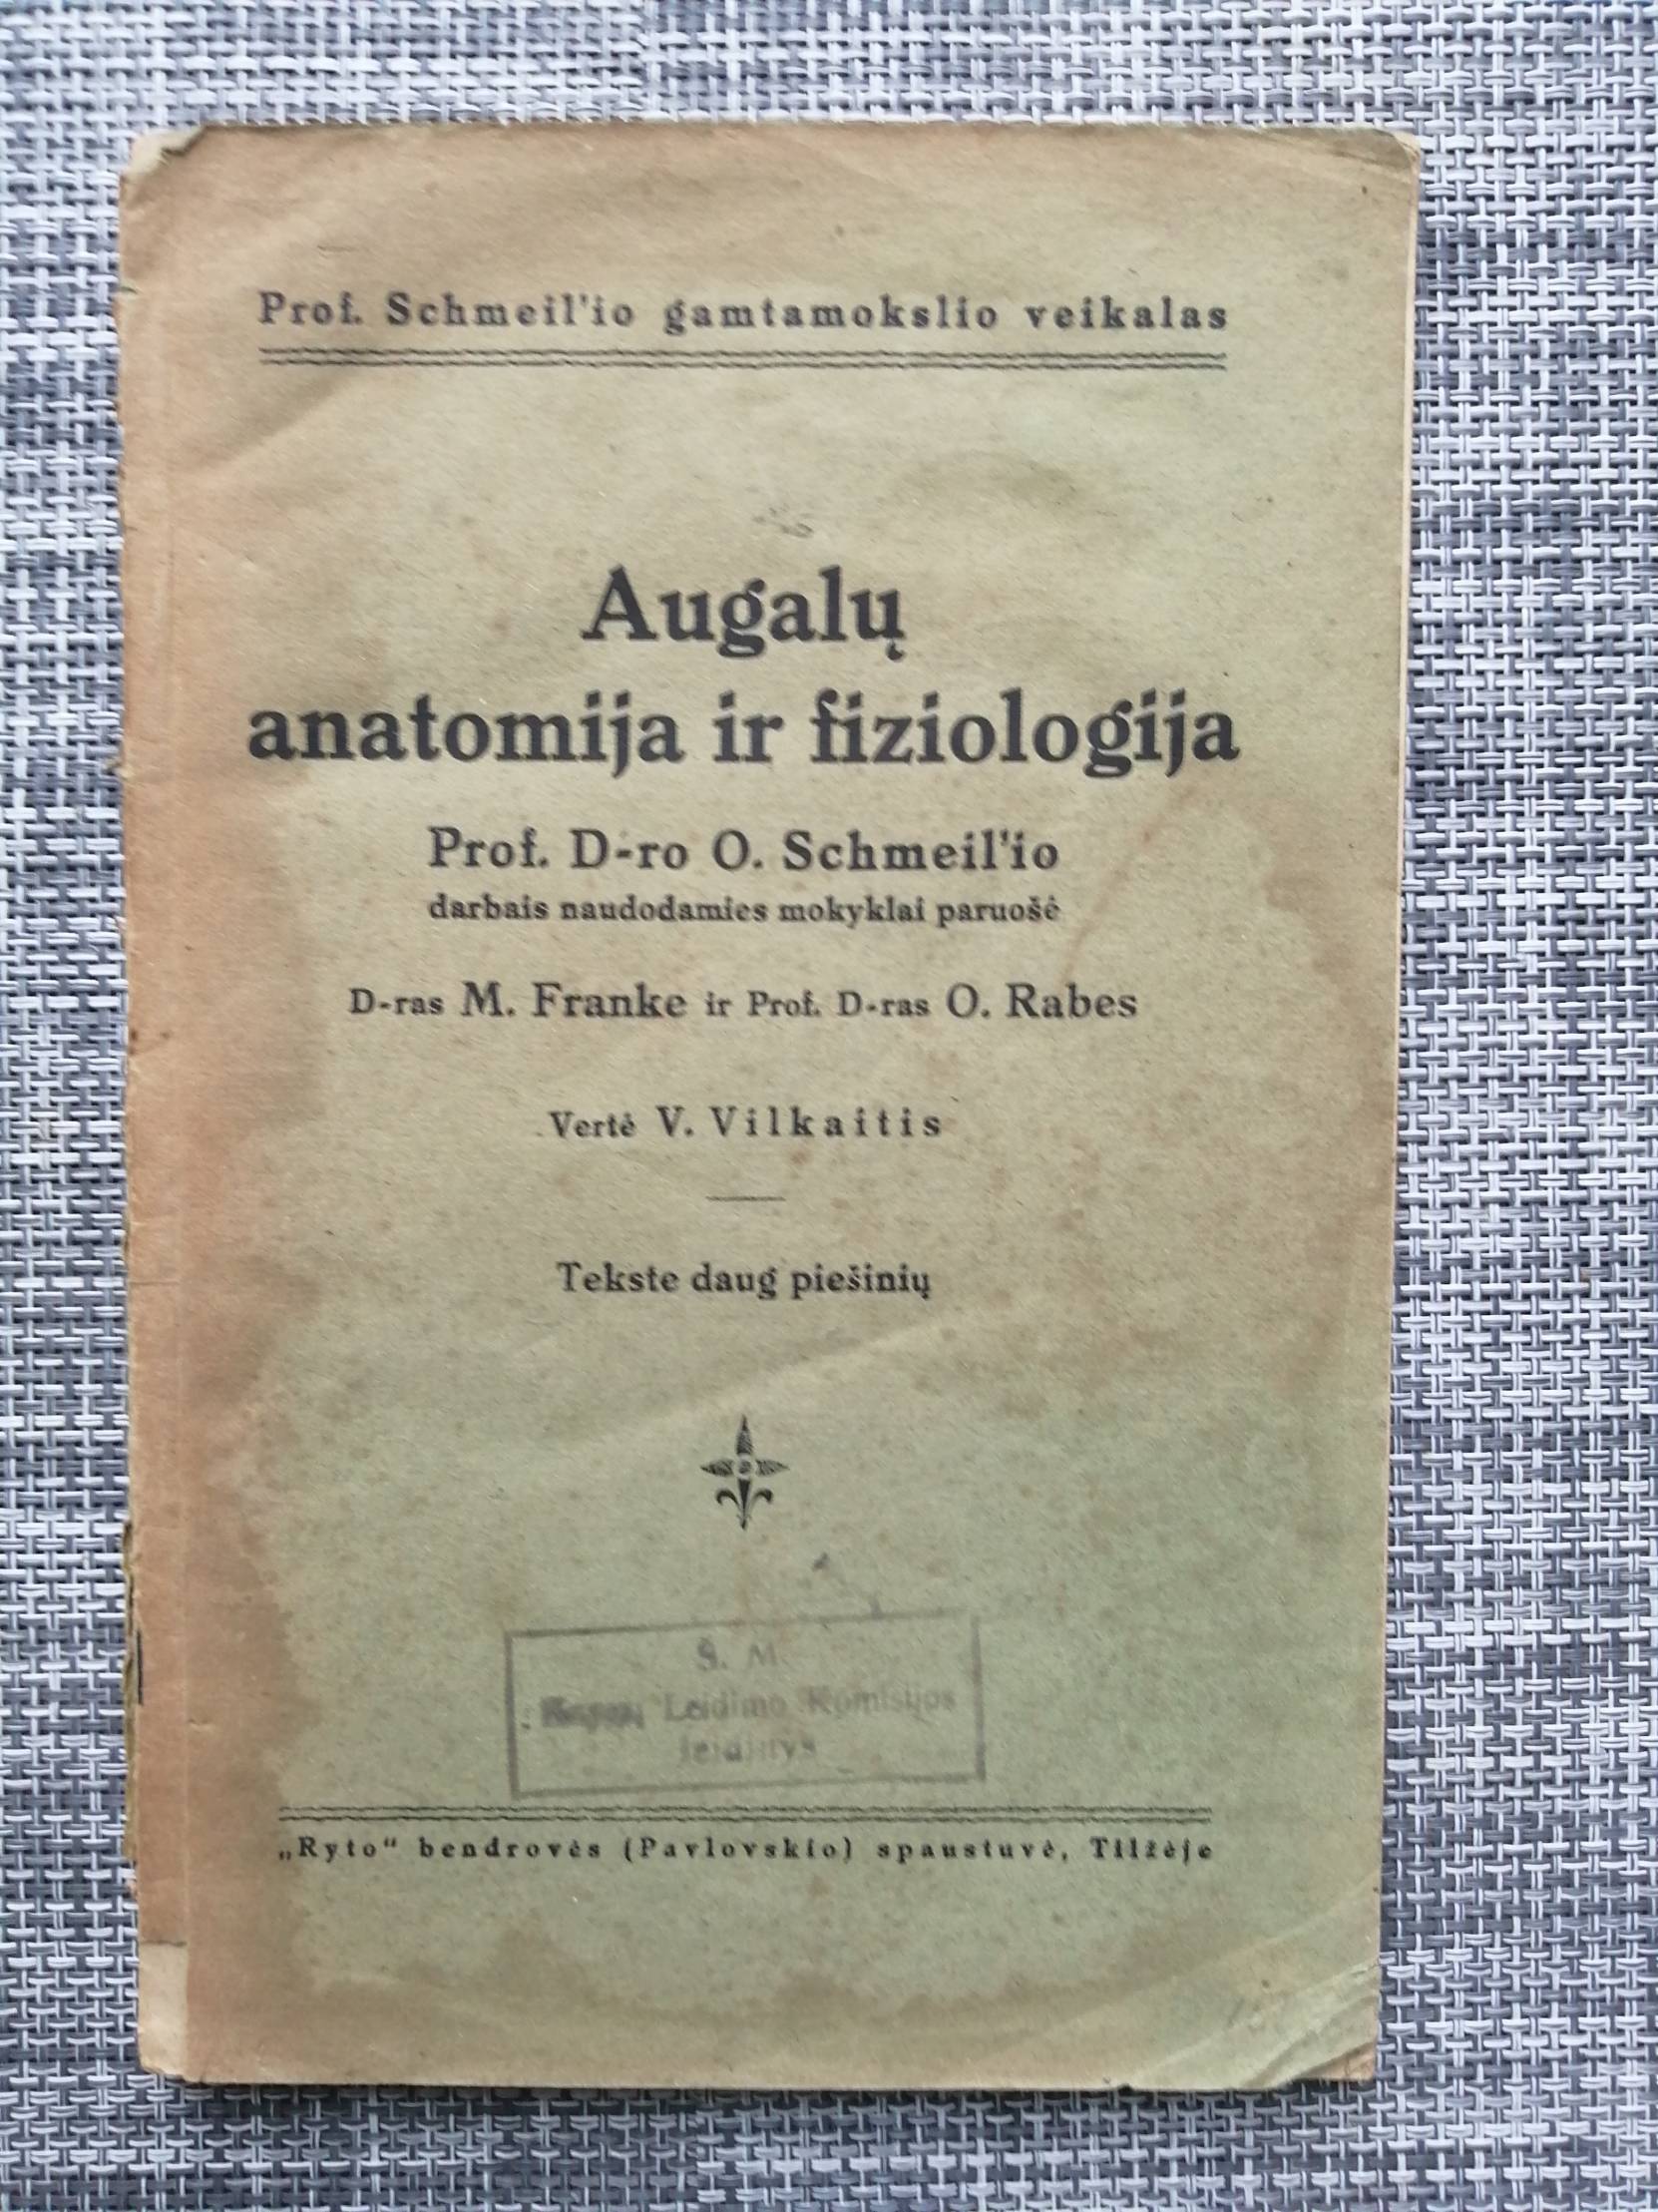 Prof. Schmeil'io gamtamokslio veikalas
Augalų
anatomija ir fiziologija
Prof. D-ro O. Schmeil'io
darbais naudodamies mokyklai paruošė
D-ras M. Franke ir Prof. D-ras O. Rabes
Vertė V. Vilkaitis
Tekste daug piešinių
Š. M.
Leidimo Komisijos
leidinys
„Ryto“ bendrovės (Pavlovskio) spaustuvė, Tilžėje